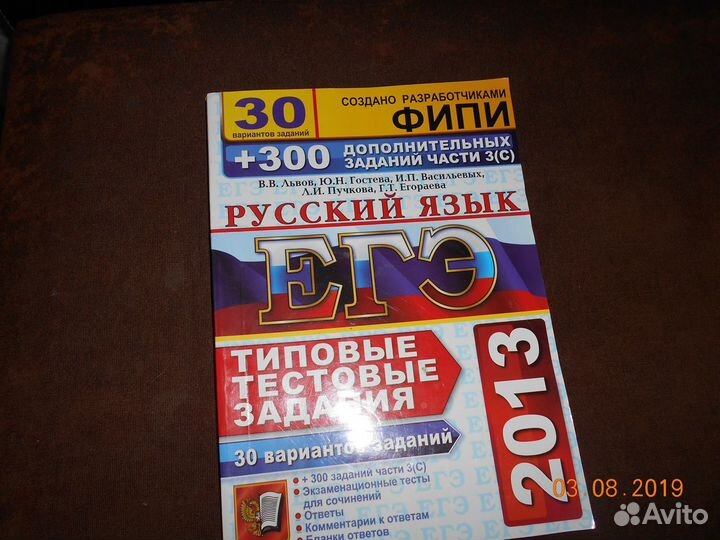 30
вариантов заданий
СОЗДАНО РАЗРАБОТЧИКАМИ
ФИПИ
+300 ДОПОЛНИТЕЛЬНЫХ
ЗАДАНИЙ ЧАСТИ 3(С)
В.В. Львов, Ю.Н. Гостева, И.П. Васильевых,
Л.И. Пучкова, Г.Т. Егораева
РУССКИЙ ЯЗЫК
ЕГЭ
ТИПОВЫЕ
ТЕСТОВЫЕ
ЗАДАНИЯ
2013
30 вариантов заданий
• + 300 заданий части 3(С)
• Экзаменационные тесты
для сочинений
• Ответы
• Комментарии к ответам
• Бланки ответов
03.08.2019
Avito